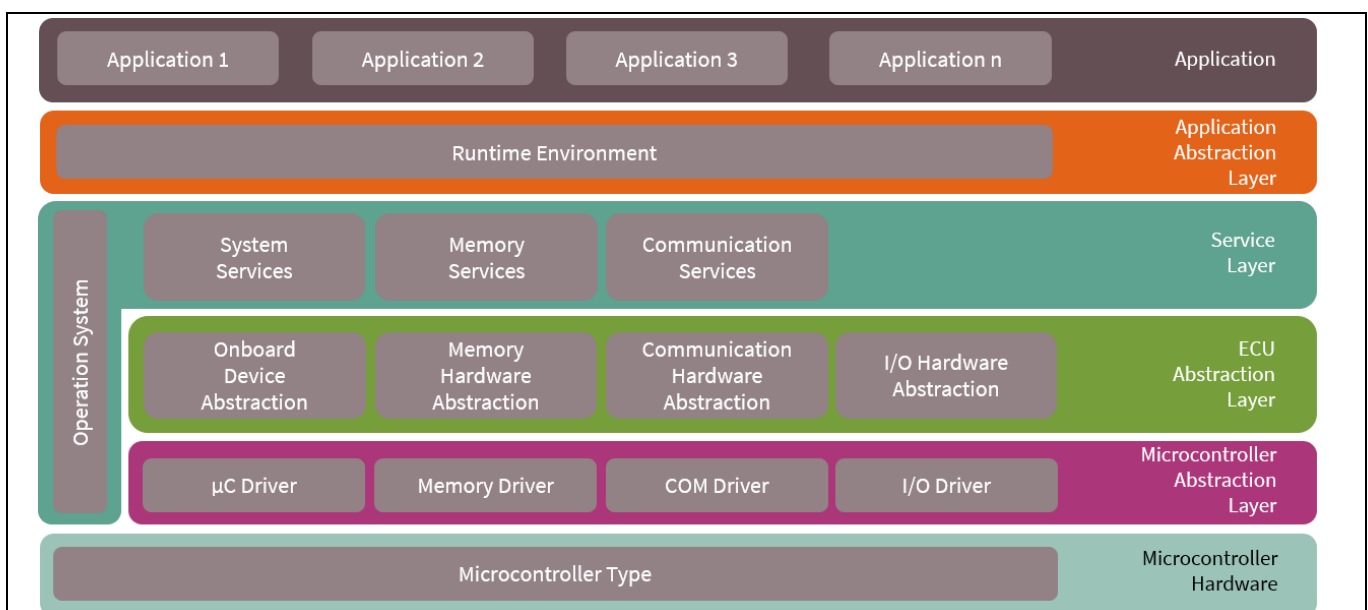 Application 1
Application 2
Application 3
Application n
Application
Runtime Environment
Application
Abstraction
Layer
Operation System
System
Services
Memory
Services
Communication
Services
Service
Layer
Onboard
Device
Abstraction
Memory
Hardware
Abstraction
Communication
Hardware
Abstraction
I/O Hardware
Abstraction
ECU
Abstraction
Layer
µC Driver
Memory Driver
COM Driver
I/O Driver
Microcontroller
Abstraction
Layer
Microcontroller Type
Microcontroller
Hardware